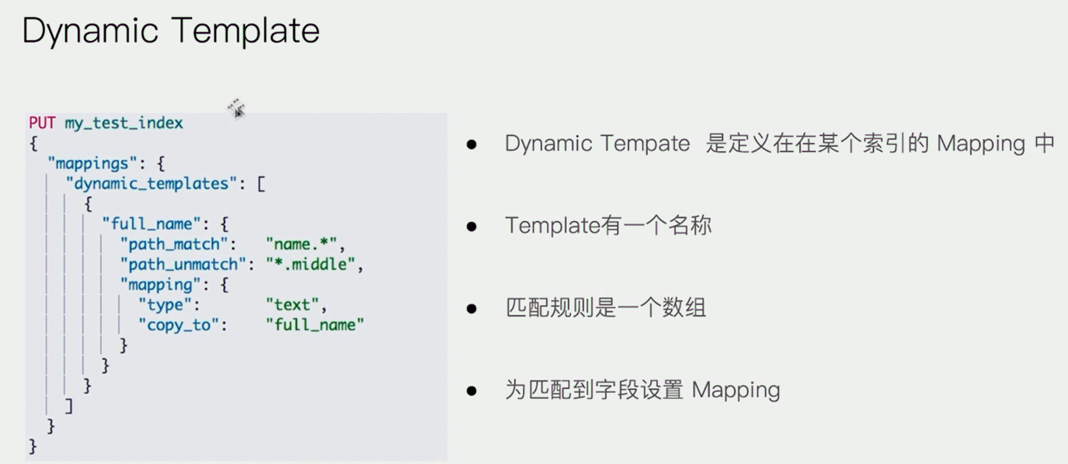 Dynamic Template
PUT my_test_index
{
  "mappings": {
    "dynamic_templates": [
      {
        "full_name": {
          "path_match":   "name.*",
          "path_unmatch": "*.middle",
          "mapping": {
            "type":       "text",
            "copy_to":    "full_name"
          }
        }
      }
    ]
  }
}
Dynamic Tempate 是定义在在某个索引的 Mapping 中
Template有一个名称
匹配规则是一个数组
为匹配到字段设置 Mapping